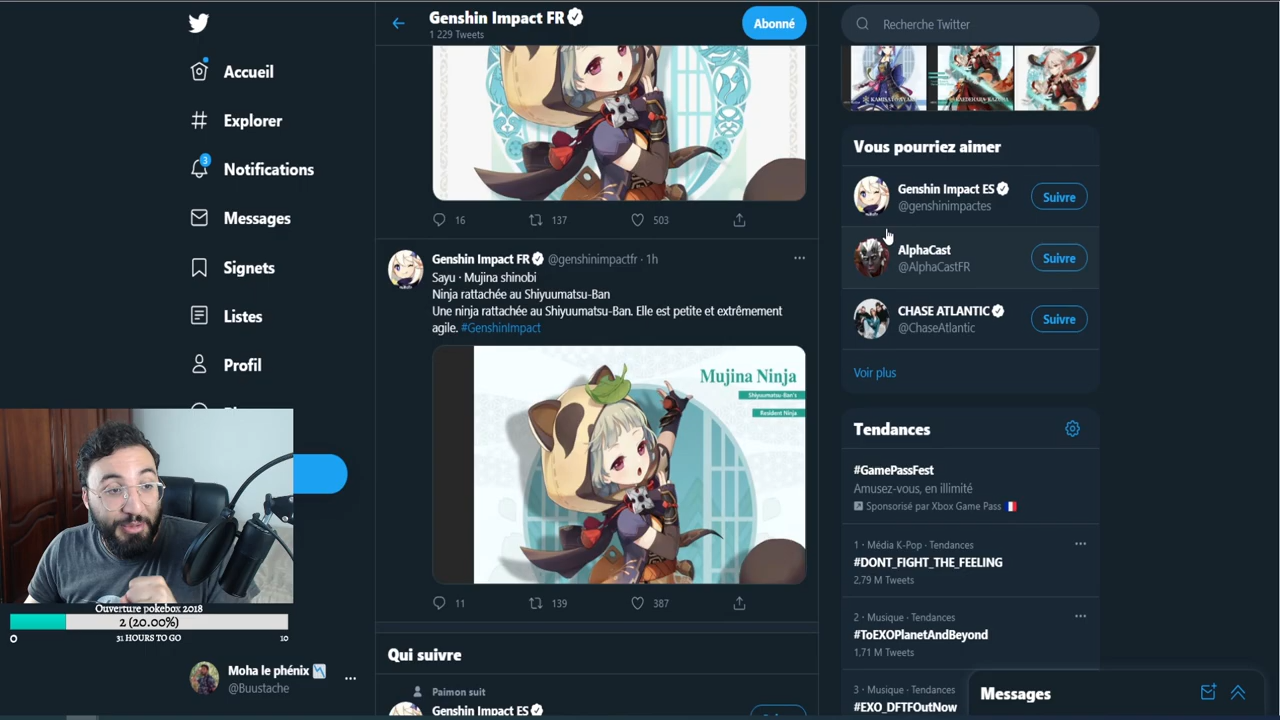 Accueil
Explorer
3
Notifications
Messages
Signets
Listes
Profil
Ouverture pokebox 2018
2 (20.00%)
0
31 HOURS TO GO
10
Moha le phénix
@Buustache
Genshin Impact FR
1 229 Tweets
Abonné
16
137
503
Genshin Impact FR @genshinimpactfr · 1h
Sayu · Mujina shinobi
Ninja rattachée au Shiyuumatsu-Ban
Une ninja rattachée au Shiyuumatsu-Ban. Elle est petite et extrêmement
agile. #GenshinImpact
Mujina Ninja
Shiyuumatsu-Ban's
Resident Ninja
11
139
387
Qui suivre
Paimon suit
Genshin Impact ES
Recherche Twitter
Vous pourriez aimer
Genshin Impact ES
@genshinimpactes
Suivre
AlphaCast
@AlphaCastFR
Suivre
CHASE ATLANTIC
@ChaseAtlantic
Suivre
Voir plus
Tendances
#GamePassFest
Amusez-vous, en illimité
Sponsorisé par Xbox Game Pass
1 · Média K-Pop · Tendances
#DONT_FIGHT_THE_FEELING
2,79 M Tweets
2 · Musique · Tendances
#ToEXOPlanetAndBeyond
1,71 M Tweets
3 · Musique · Tendances
#EXO_DFTFOutNow
Messages